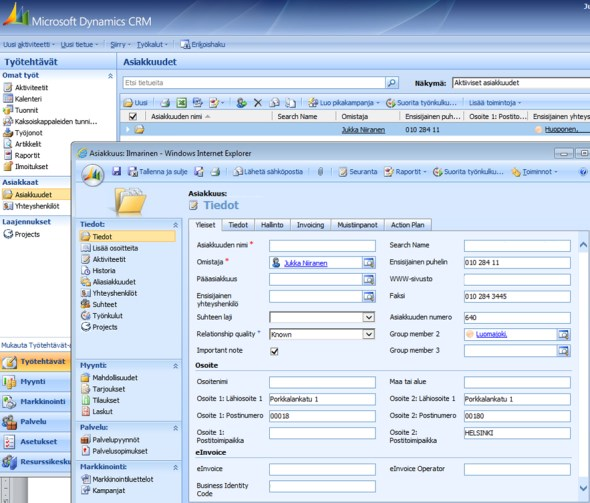 Ju
Microsoft Dynamics CRM
Uusi aktiviteetti Uusi tietue Siirry Työkalut Erikoishaku
Työtehtävät
Asiakkuudet
Omat työt
Aktiviteetit
Kalenteri
Tuonnit
Kaksoiskappaleiden tunni...
Työjonot
Artikkelit
Raportit
Ilmoitukset
Asiakkaat
Asiakkuudet
Yhteyshenkilöt
Laajennukset
Projects
Mukauta Työtehtävät-
Työtehtävät
Myynti
Markkinointi
Palvelu
Asetukset
Resurssikesku
Etsi tietueita
Näkymä: Aktiiviset asiakkuudet
Uusi Luo pikakampanja Suorita työnkulku... Lisää toimintoja
Asiakkuuden nimi Search Name Omistaja Ensisijainen puh... Osoite 1: Postito... Ensisijainen yhteys
Jukka Niiranen 010 284 11 Huoponen,
Asiakkuus: Ilmarinen - Windows Internet Explorer
Tallenna ja sulje Lähetä sähköpostia Seuranta Raportit Suorita työnkulku... Toiminnot
Asiakkuus:
Tiedot
Tiedot:
Tiedot
Lisää osoitteita
Aktiviteetit
Historia
Aliasiakkuudet
Yhteyshenkilöt
Suhteet
Työnkulut
Projects
Myynti:
Mahdollisuudet
Tarjoukset
Tilaukset
Laskut
Palvelu:
Palvelupyynnöt
Palvelusopimukset
Markkinointi:
Markkinointiluettelot
Kampanjat
Yleiset Tiedot Hallinto Invoicing Muistiinpanot Action Plan
Asiakkuuden nimi * Search Name
Omistaja * Jukka Niiranen Ensisijainen puhelin 010 284 11
Pääasiakkuus WWW-sivusto
Ensisijainen yhteyshenkilö Faksi 010 284 3445
Suhteen laji Asiakkuuden numero 640
Relationship quality * Known Group member 2 Luomajoki,
Important note Group member 3
Osoite
Osoitenimi Maa tai alue
Osoite 1: Lähiosoite 1 Porkkalankatu 1 Osoite 2: Lähiosoite 1 Porkkalankatu 1
Osoite 1: Postinumero 00018 Osoite 2: Postinumero 00180
Osoite 1: Postitoimipaikka Osoite 2: Postitoimipaikka HELSINKI
eInvoice
eInvoice eInvoice Operator
Business Identity Code